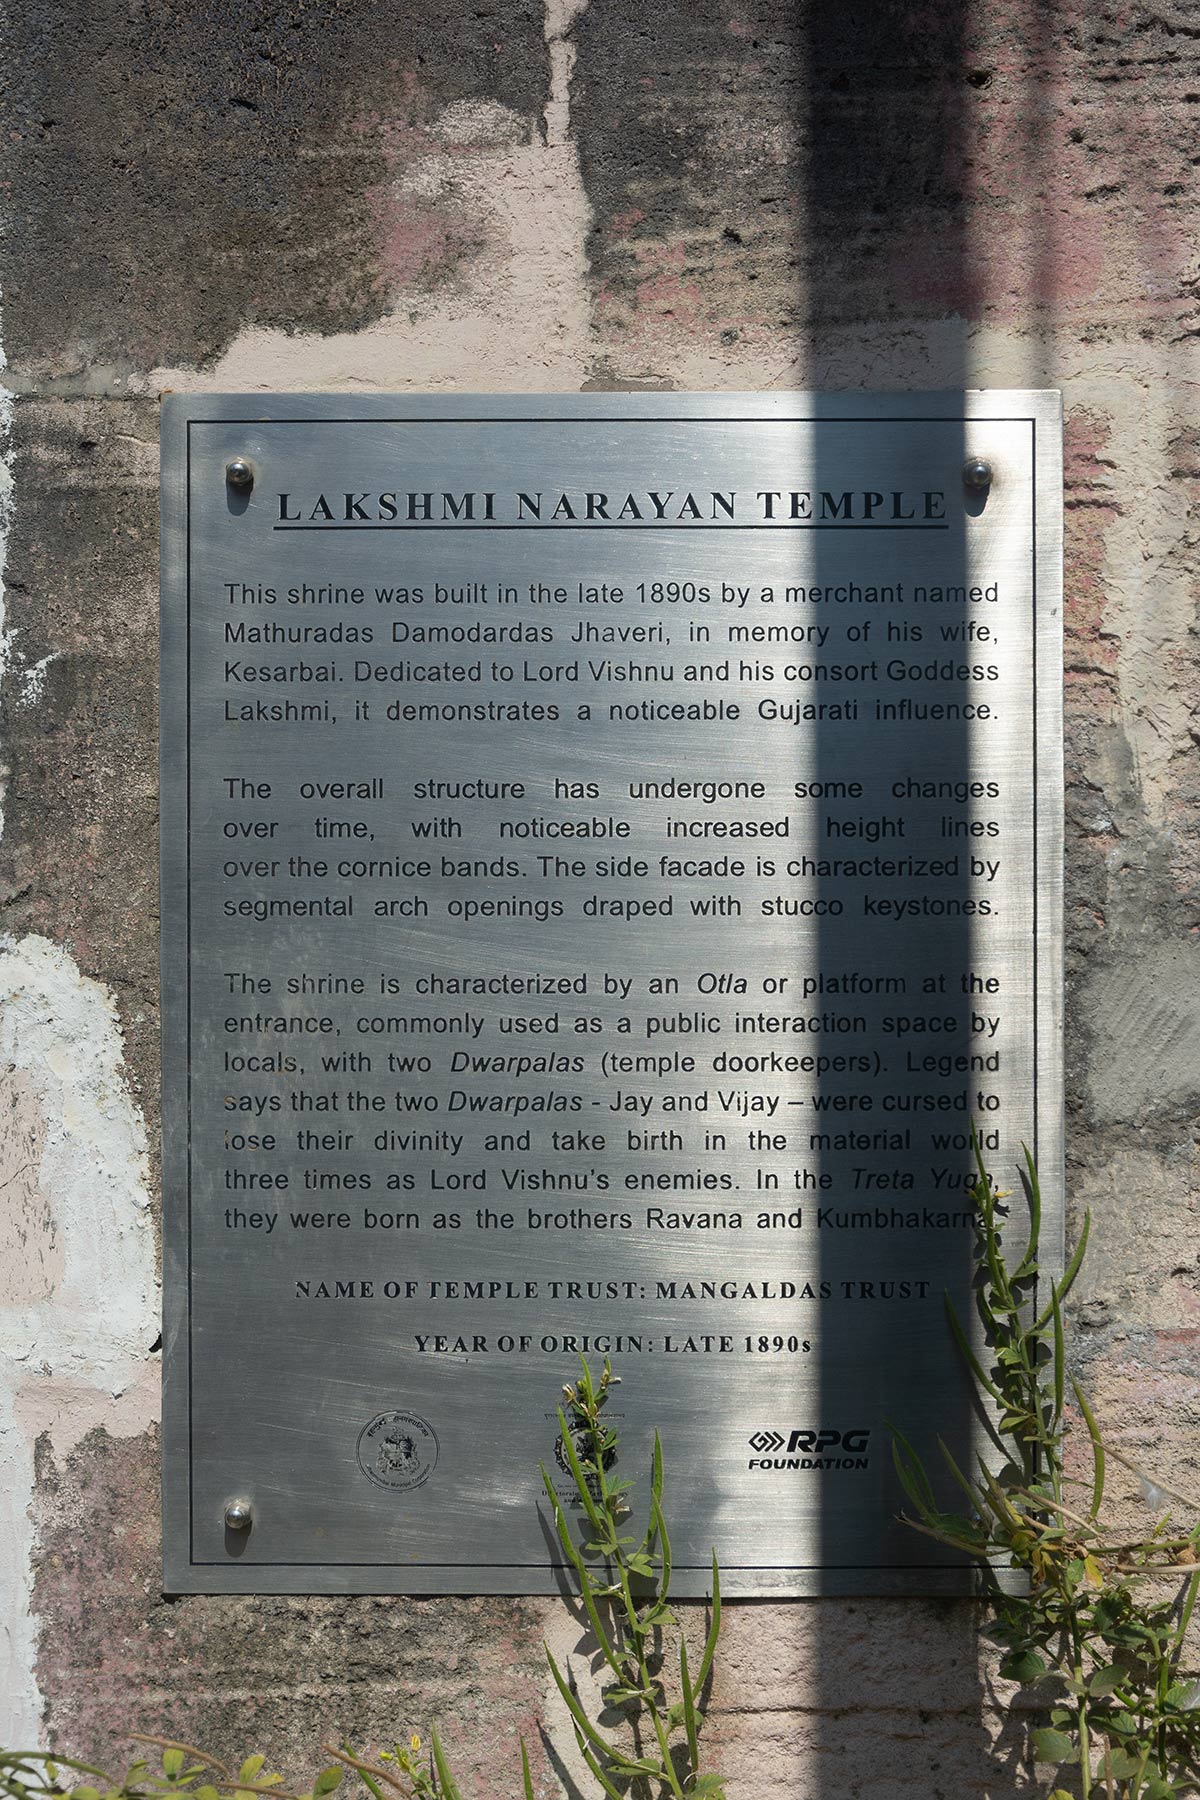 LAKSHMI NARAYAN TEMPLE
This shrine was built in the late 1890s by a merchant named
Mathuradas Damodardas Jhaveri, in memory of his wife,
Kesarbai. Dedicated to Lord Vishnu and his consort Goddess
Lakshmi, it demonstrates a noticeable Gujarati influence.
The overall structure has undergone some changes
over time, with noticeable increased height lines
over the cornice bands. The side facade is characterized by
segmental arch openings draped with stucco keystones.
The shrine is characterized by an Otla or platform at the
entrance, commonly used as a public interaction space by
locals, with two Dwarpalas (temple doorkeepers). Legend
says that the two Dwarpalas - Jay and Vijay – were cursed to
lose their divinity and take birth in the material world
three times as Lord Vishnu's enemies. In the Treta Yuga,
they were born as the brothers Ravana and Kumbhakarna.
NAME OF TEMPLE TRUST: MANGALDAS TRUST
YEAR OF ORIGIN: LATE 1890s
RPG
FOUNDATION